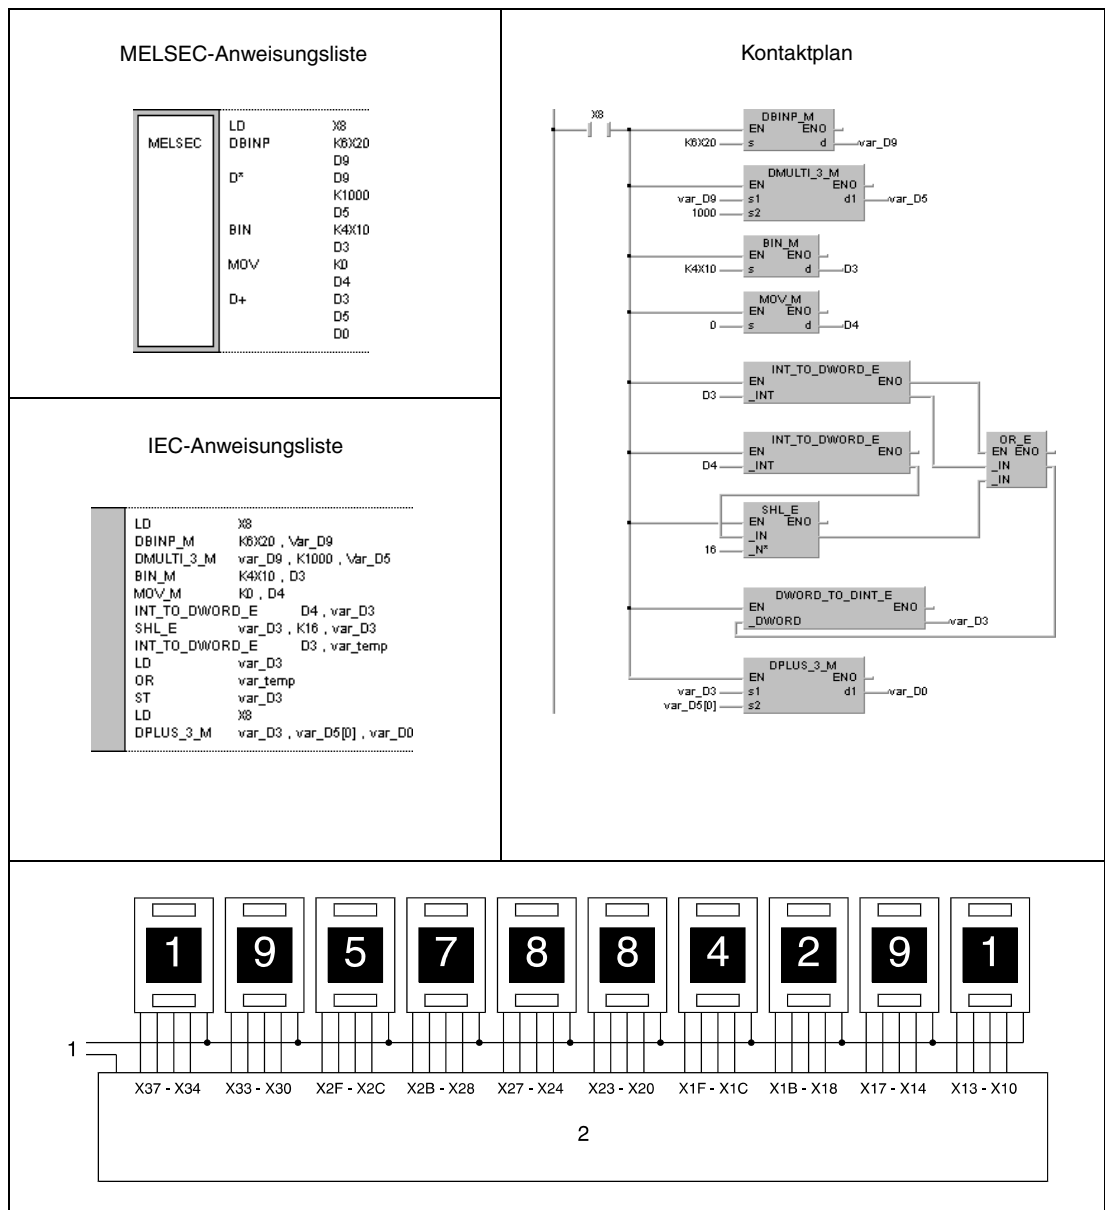 MELSEC-Anweisungsliste
MELSEC
LD X8
DBINP K6X20
D9
D* D9
K1000
D5
BIN K4X10
D3
MOV K0
D4
D+ D3
D5
D0
IEC-Anweisungsliste
LD X8
DBINP_M K6X20 , Var_D9
DMULTI_3_M var_D9 , K1000 , Var_D5
BIN_M K4X10 , D3
MOV_M K0 , D4
INT_TO_DWORD_E D4 , var_D3
SHL_E var_D3 , K16 , var_D3
INT_TO_DWORD_E D3 , var_temp
LD var_D3
OR var_temp
ST var_D3
LD X8
DPLUS_3_M var_D3 , var_D5[0] , var_D0
Kontaktplan
X8
DBINP_M
EN ENO
K6X20 s d var_D9
DMULTI_3_M
EN ENO
var_D9 s1 d1 var_D5
1000 s2
BIN_M
EN ENO
K4X10 s d D3
MOV_M
EN ENO
0 s d D4
INT_TO_DWORD_E
EN ENO
D3 _INT
INT_TO_DWORD_E
EN ENO
D4 _INT
OR_E
EN ENO
_IN
_IN
SHL_E
EN ENO
_IN
16 _N*
DWORD_TO_DINT_E
EN ENO
_DWORD var_D3
DPLUS_3_M
EN ENO
var_D3 s1 d1 var_D0
var_D5[0] s2
1 9 5 7 8 8 4 2 9 1
1
X37 - X34 X33 - X30 X2F - X2C X2B - X28 X27 - X24 X23 - X20 X1F - X1C X1B - X18 X17 - X14 X13 - X10
2